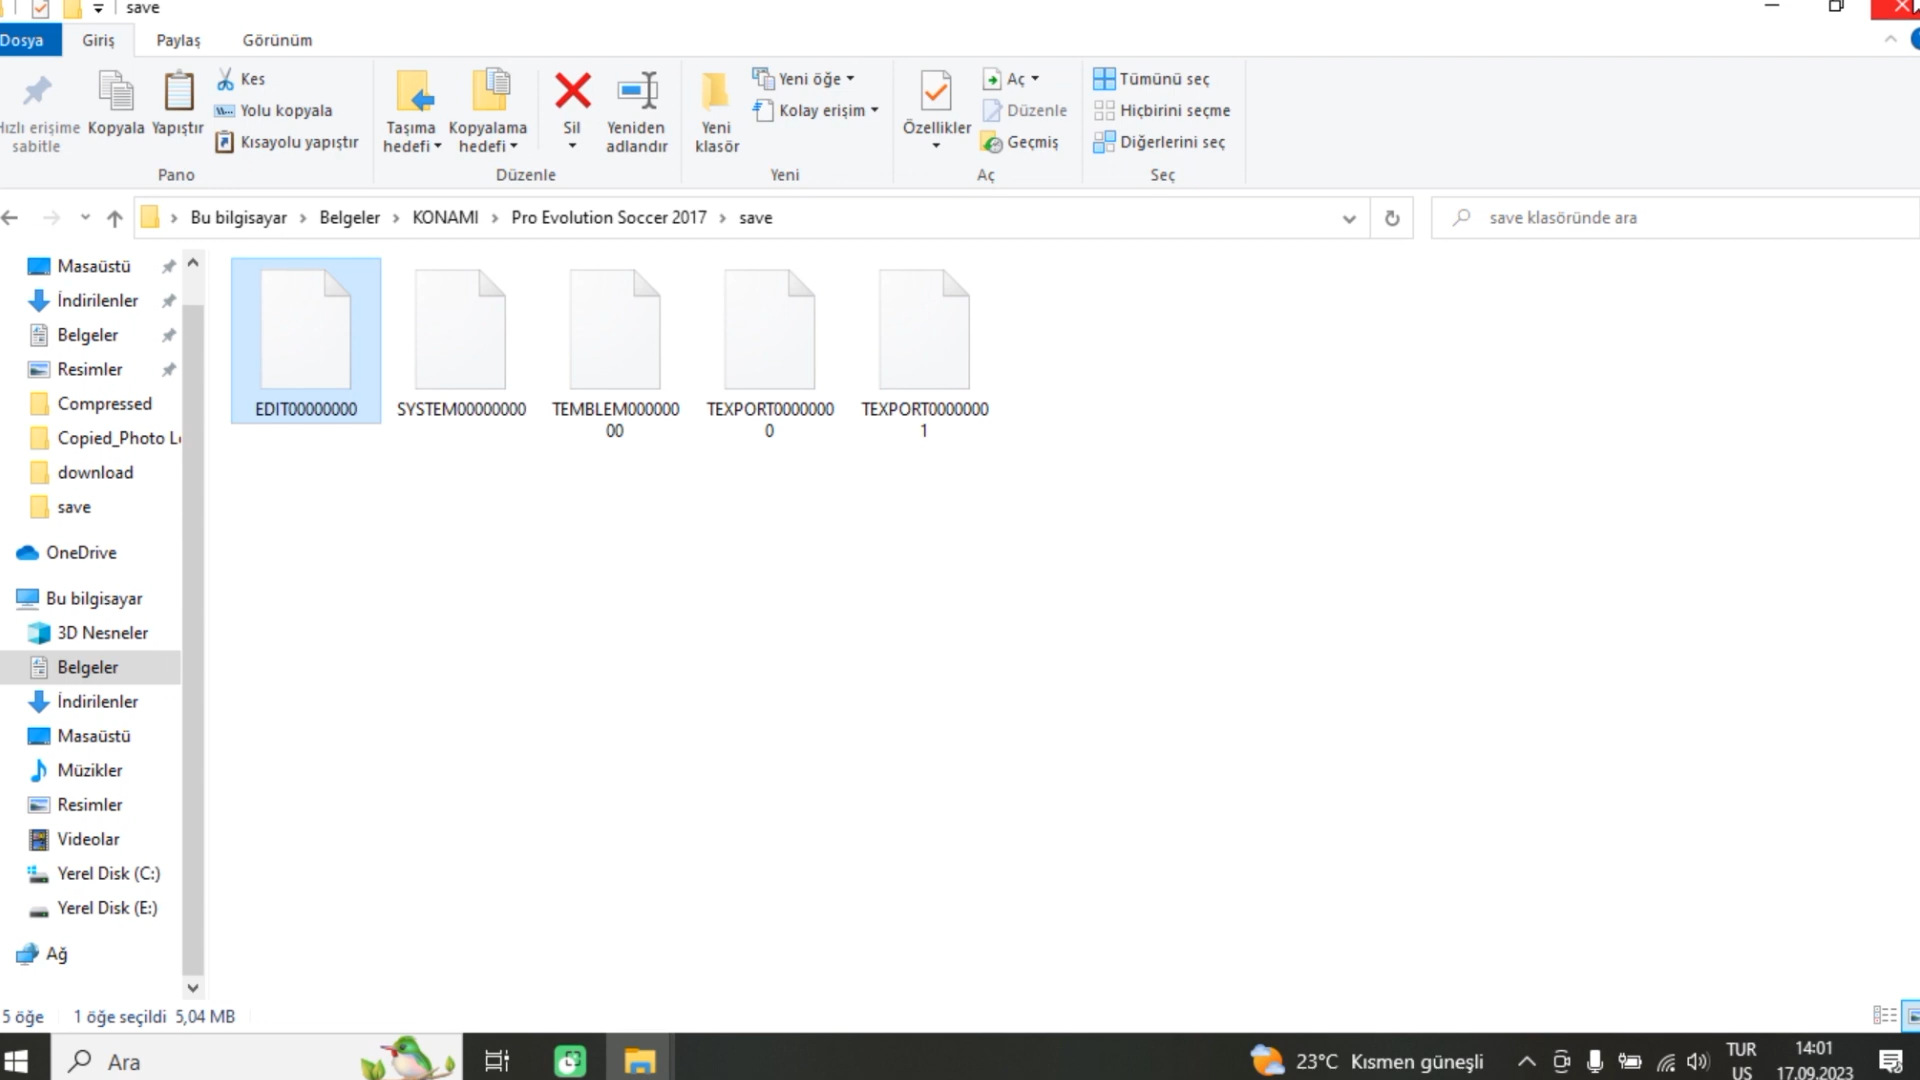 save
Dosya
Giriş
Paylaş
Görünüm
Hızlı erişime
sabitle
Kopyala
Yapıştır
Kes
Yolu kopyala
Kısayolu yapıştır
Pano
Taşıma
hedefi
Kopyalama
hedefi
Sil
Yeniden
adlandır
Düzenle
Yeni
klasör
Yeni öğe
Kolay erişim
Yeni
Özellikler
Aç
Düzenle
Geçmiş
Aç
Tümünü seç
Hiçbirini seçme
Diğerlerini seç
Seç
Bu bilgisayar > Belgeler > KONAMI > Pro Evolution Soccer 2017 > save
save klasöründe ara
Masaüstü
İndirilenler
Belgeler
Resimler
Compressed
Copied_Photo L
download
save
OneDrive
Bu bilgisayar
3D Nesneler
Belgeler
İndirilenler
Masaüstü
Müzikler
Resimler
Videolar
Yerel Disk (C:)
Yerel Disk (E:)
Ağ
EDIT00000000
SYSTEM00000000
TEMBLEM000000
00
TEXPORT0000000
0
TEXPORT0000000
1
5 öğe
1 öğe seçildi 5,04 MB
Ara
23°C Kısmen güneşli
TUR
US
14:01
17.09.2023